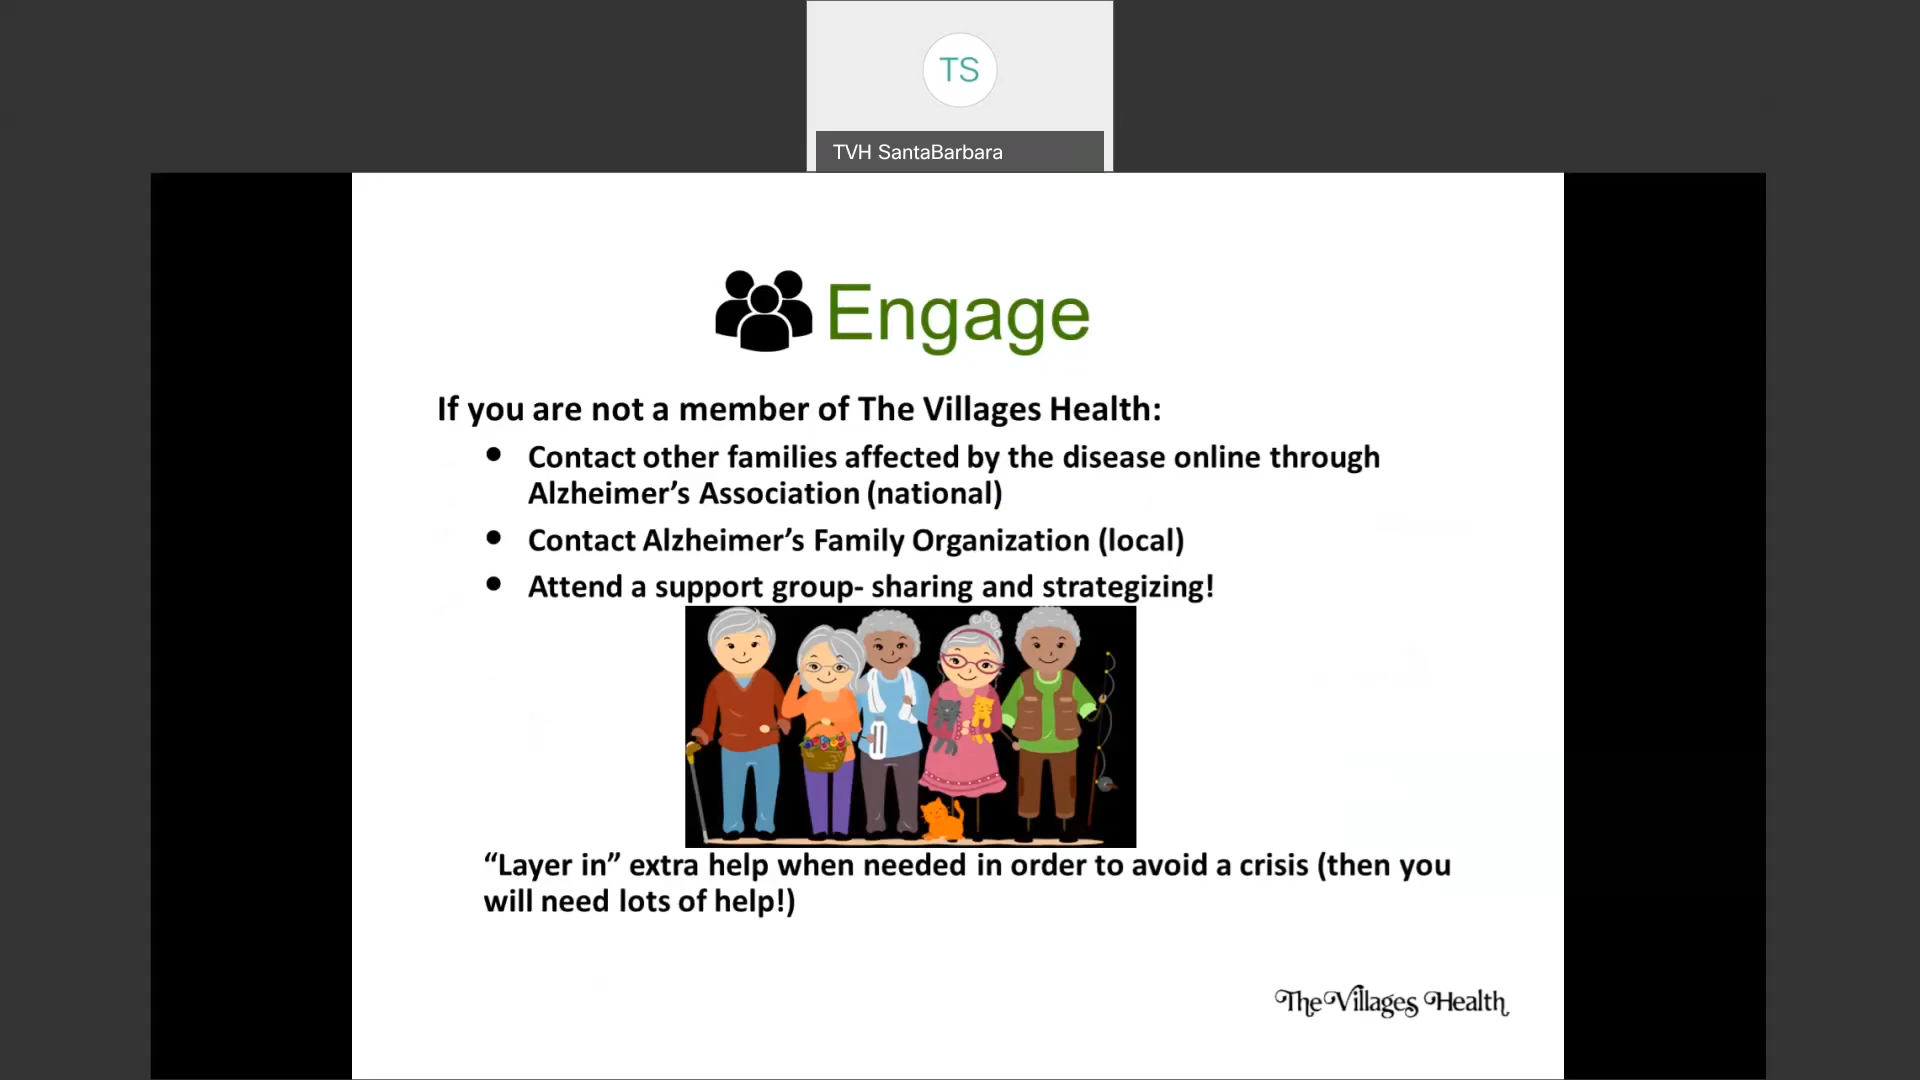 TS
TVH SantaBarbara
Engage
If you are not a member of The Villages Health:
• Contact other families affected by the disease online through
Alzheimer’s Association (national)
• Contact Alzheimer’s Family Organization (local)
• Attend a support group- sharing and strategizing!
“Layer in” extra help when needed in order to avoid a crisis (then you
will need lots of help!)
The Villages Health